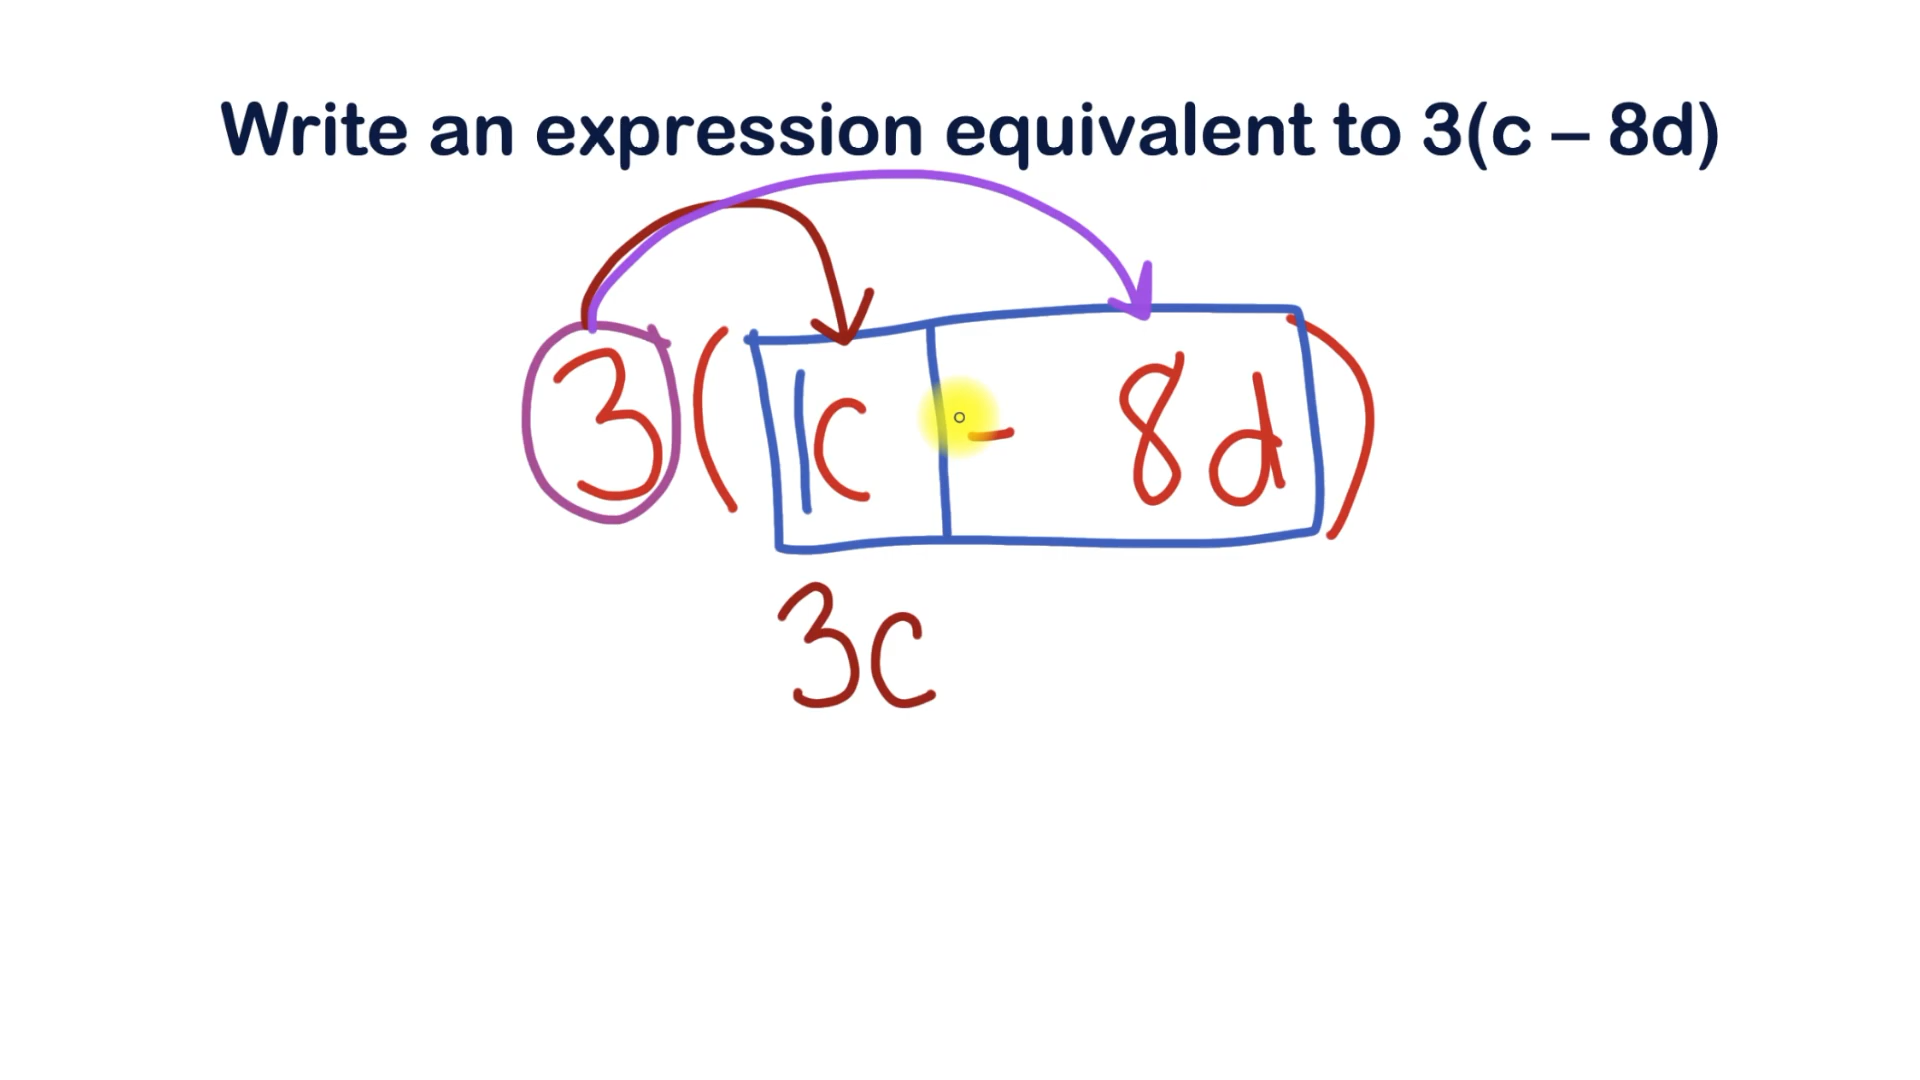 Write an expression equivalent to 3(c – 8d)
3(1c - 8d)
3c